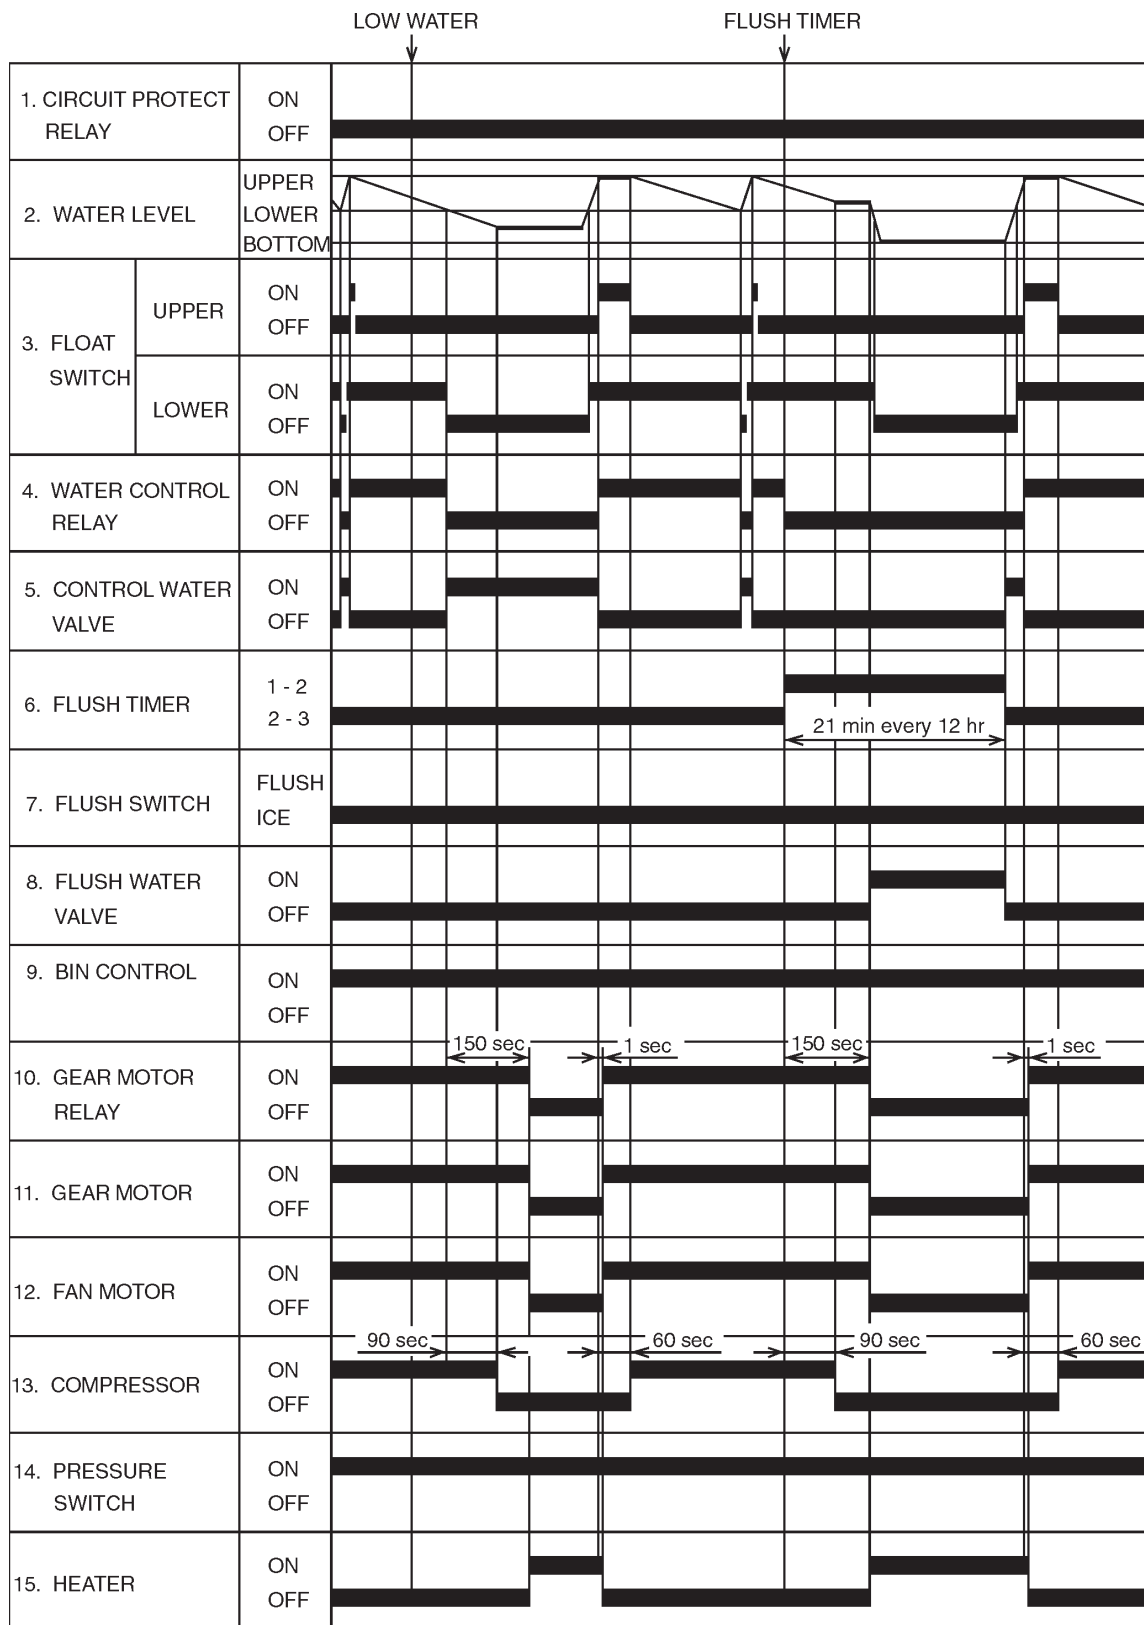 LOW WATER FLUSH TIMER
1. CIRCUIT PROTECT ON
RELAY OFF
UPPER
2. WATER LEVEL LOWER
BOTTOM
ON
UPPER OFF
3. FLOAT
SWITCH
ON
LOWER OFF
4. WATER CONTROL ON
RELAY OFF
5. CONTROL WATER ON
VALVE OFF
1 - 2
6. FLUSH TIMER 2 - 3
21 min every 12 hr
FLUSH
7. FLUSH SWITCH ICE
8. FLUSH WATER ON
VALVE OFF
9. BIN CONTROL ON
OFF
150 sec 1 sec 150 sec 1 sec
10. GEAR MOTOR ON
RELAY OFF
ON
11. GEAR MOTOR OFF
ON
12. FAN MOTOR OFF
90 sec 60 sec 90 sec 60 sec
ON
13. COMPRESSOR OFF
14. PRESSURE ON
SWITCH OFF
ON
15. HEATER OFF